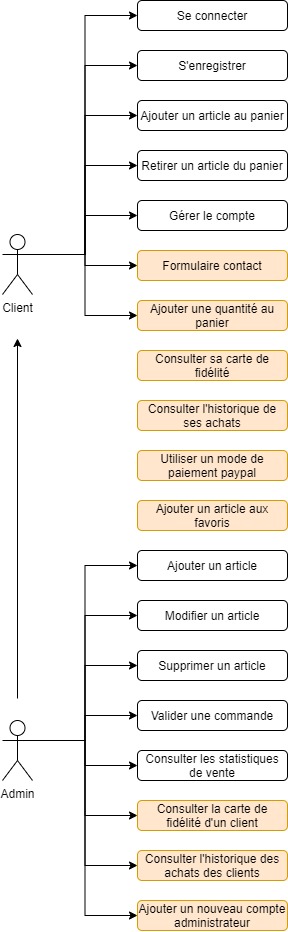 Se connecter
S'enregistrer
Ajouter un article au panier
Retirer un article du panier
Gérer le compte
Formulaire contact
Client
Ajouter une quantité au
panier
Consulter sa carte de
fidélité
Consulter l'historique de
ses achats
Utiliser un mode de
paiement paypal
Ajouter un article aux
favoris
Ajouter un article
Modifier un article
Supprimer un article
Valider une commande
Consulter les statistiques
de vente
Admin
Consulter la carte de
fidélité d'un client
Consulter l'historique des
achats des clients
Ajouter un nouveau compte
administrateur